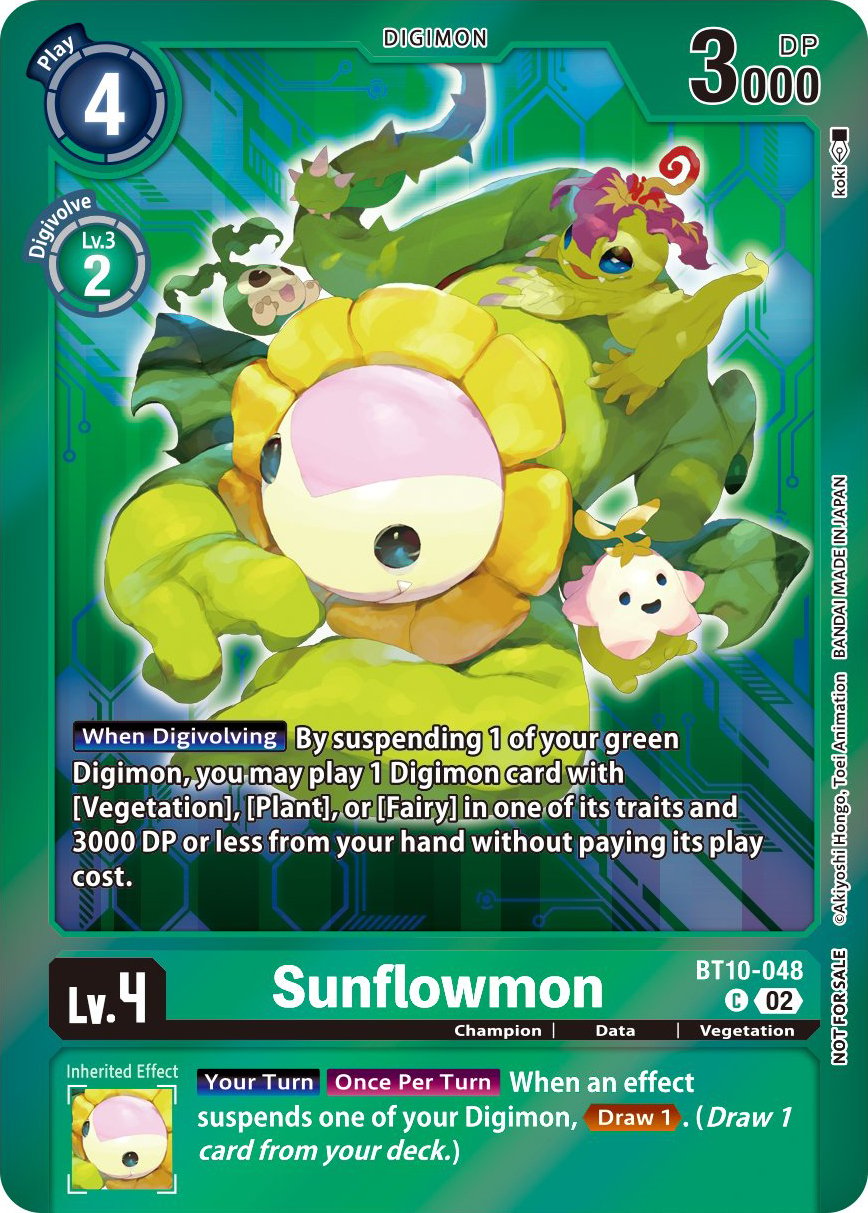 DIGIMON
Play
4
3000
DP
Digivolve
Lv.3
2
koki
When Digivolving By suspending 1 of your green
Digimon, you may play 1 Digimon card with
[Vegetation], [Plant], or [Fairy] in one of its traits and
3000 DP or less from your hand without paying its play
cost.
©Akiyoshi Hongo, Toei Animation BANDAI MADE IN JAPAN
NOT FOR SALE
Lv.4
Sunflowmon
BT10-048
C 02
Champion | Data | Vegetation
Inherited Effect
Your Turn Once Per Turn When an effect
suspends one of your Digimon, Draw 1. (Draw 1
card from your deck.)